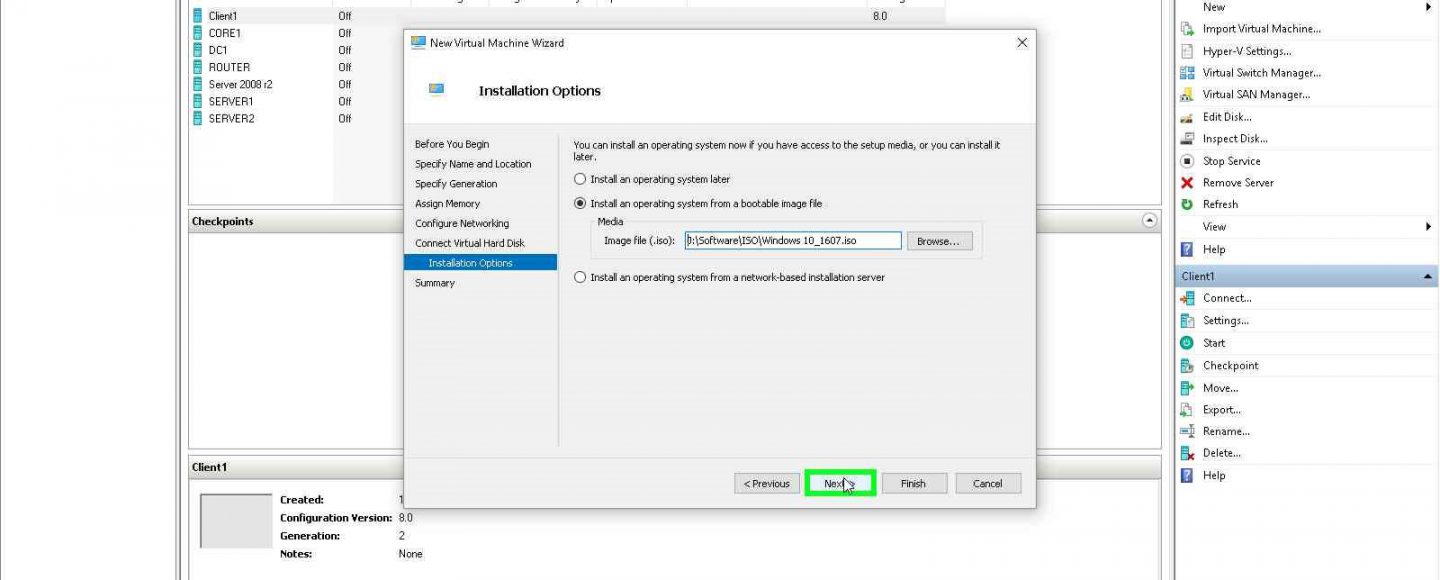 Client1 Off 8.0
CORE1 Off
DC1 Off
ROUTER Off
Server 2008 r2 Off
SERVER1 Off
SERVER2 Off
Checkpoints
Client1
Created: 1
Configuration Version: 8.0
Generation: 2
Notes: None
New Virtual Machine Wizard
Installation Options
Before You Begin
Specify Name and Location
Specify Generation
Assign Memory
Configure Networking
Connect Virtual Hard Disk
Installation Options
Summary
You can install an operating system now if you have access to the setup media, or you can install it
later.
Install an operating system later
Install an operating system from a bootable image file
Media
Image file (.iso): I:\Software\ISO\Windows 10_1607.iso Browse...
Install an operating system from a network-based installation server
< Previous Next > Finish Cancel
New
Import Virtual Machine...
Hyper-V Settings...
Virtual Switch Manager...
Virtual SAN Manager...
Edit Disk...
Inspect Disk...
Stop Service
Remove Server
Refresh
View
Help
Client1
Connect...
Settings...
Start
Checkpoint
Move...
Export...
Rename...
Delete...
Help